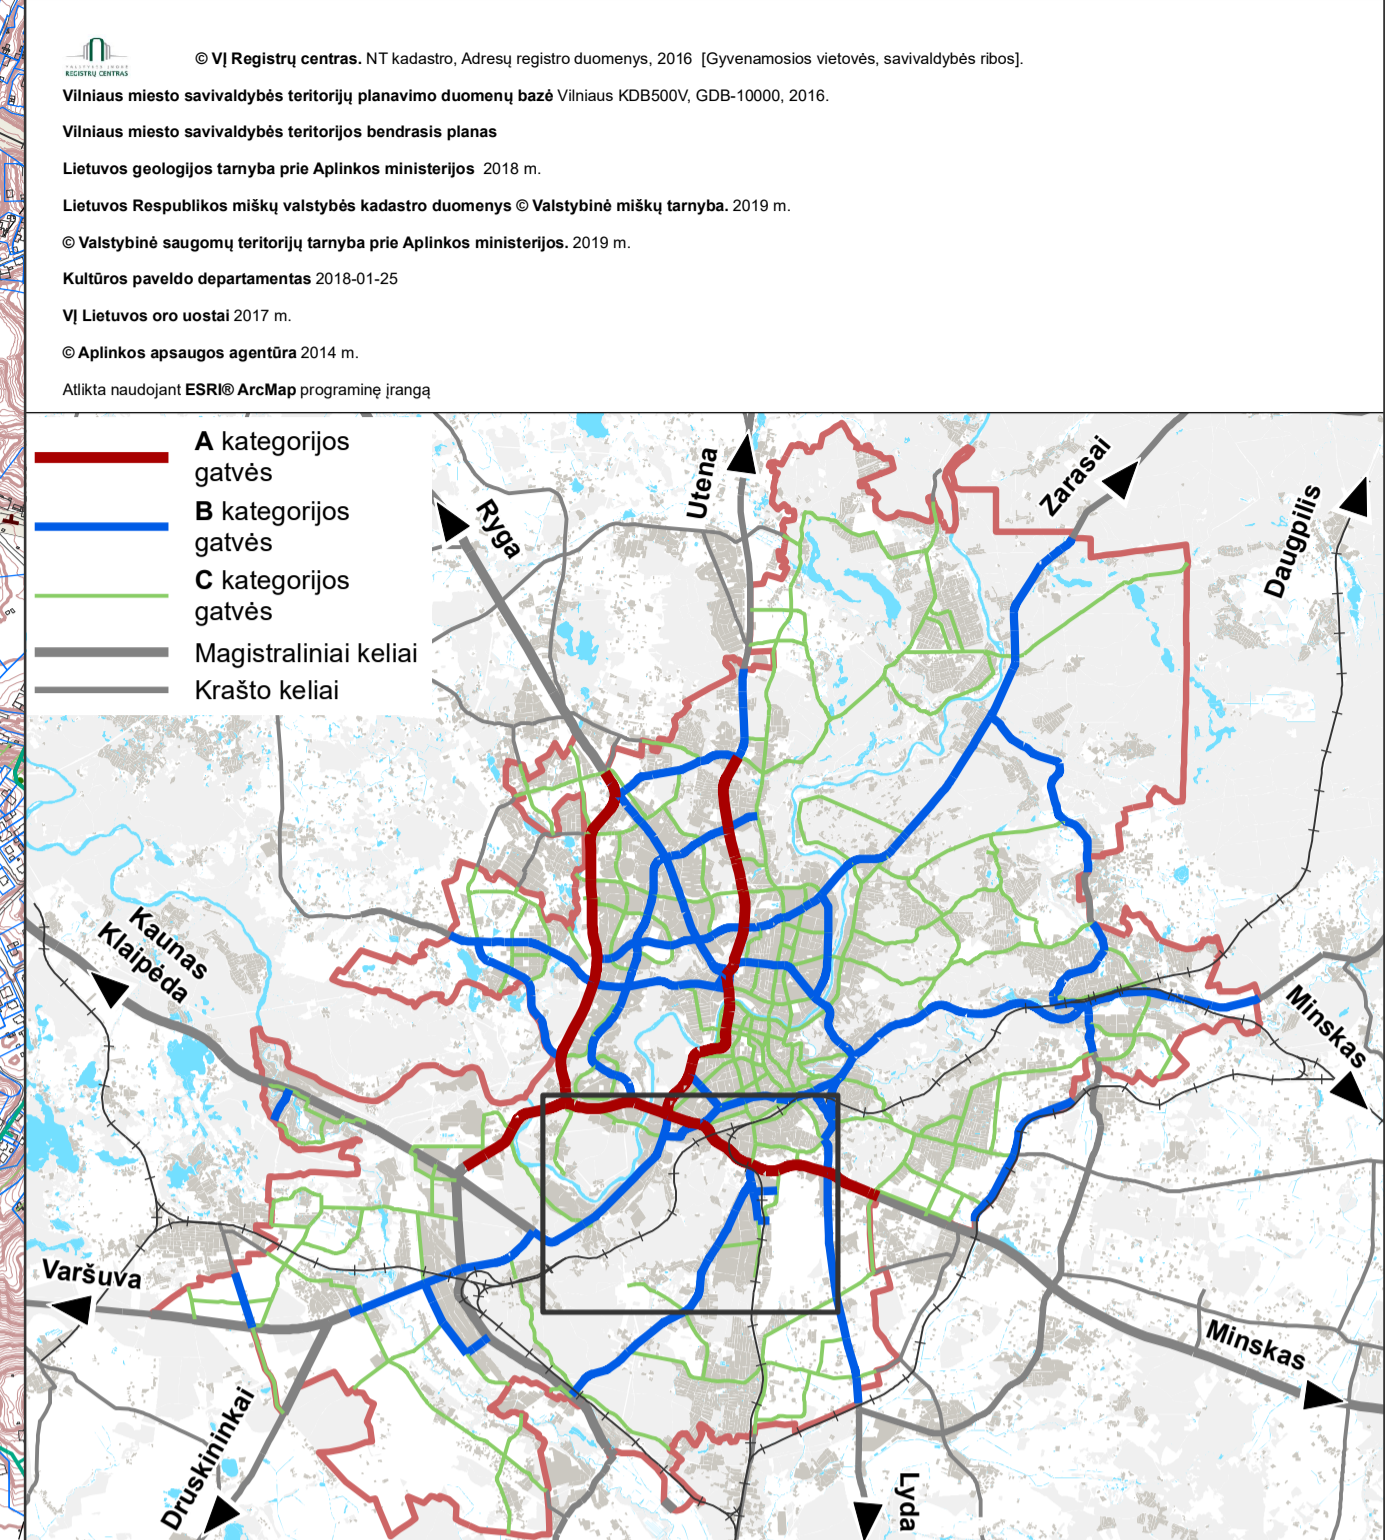 © VĮ Registrų centras. NT kadastro, Adresų registro duomenys, 2016 [Gyvenamosios vietovės, savivaldybės ribos].
REGISTRŲ CENTRAS
Vilniaus miesto savivaldybės teritorijų planavimo duomenų bazė Vilniaus KDB500V, GDB-10000, 2016.
Vilniaus miesto savivaldybės teritorijos bendrasis planas
Lietuvos geologijos tarnyba prie Aplinkos ministerijos 2018 m.
Lietuvos Respublikos miškų valstybės kadastro duomenys © Valstybinė miškų tarnyba. 2019 m.
© Valstybinė saugomų teritorijų tarnyba prie Aplinkos ministerijos. 2019 m.
Kultūros paveldo departamentas 2018-01-25
VĮ Lietuvos oro uostai 2017 m.
© Aplinkos apsaugos agentūra 2014 m.
Atlikta naudojant ESRI® ArcMap programinę įrangą
A kategorijos
gatvės
B kategorijos
gatvės
C kategorijos
gatvės
Magistraliniai keliai
Krašto keliai
Ryga
Utena
Zarasai
Daugpilis
Kaunas
Klaipėda
Minskas
Varšuva
Minskas
Druskininkai
Lyda